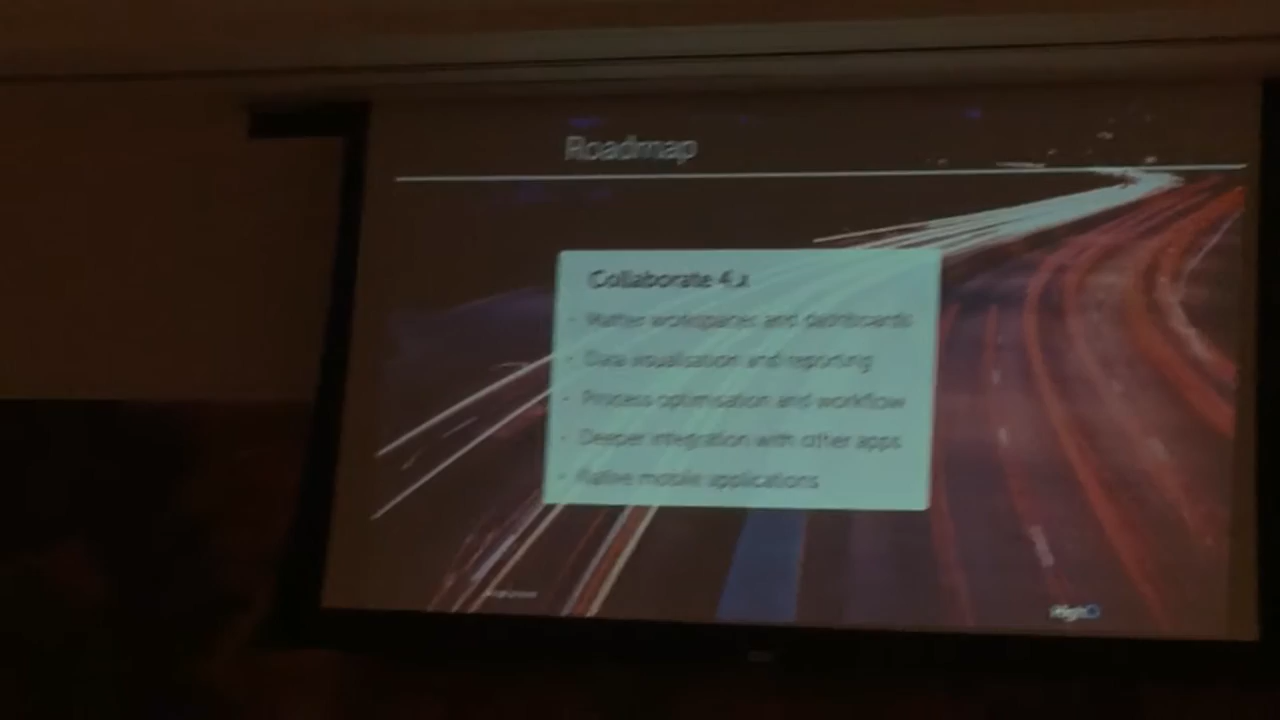 Roadmap
Collaborate 4.x
Matter workspaces and dashboards
Data visualisation and reporting
Process optimisation and workflow
Deeper integration with other apps
Native mobile applications
HighQ